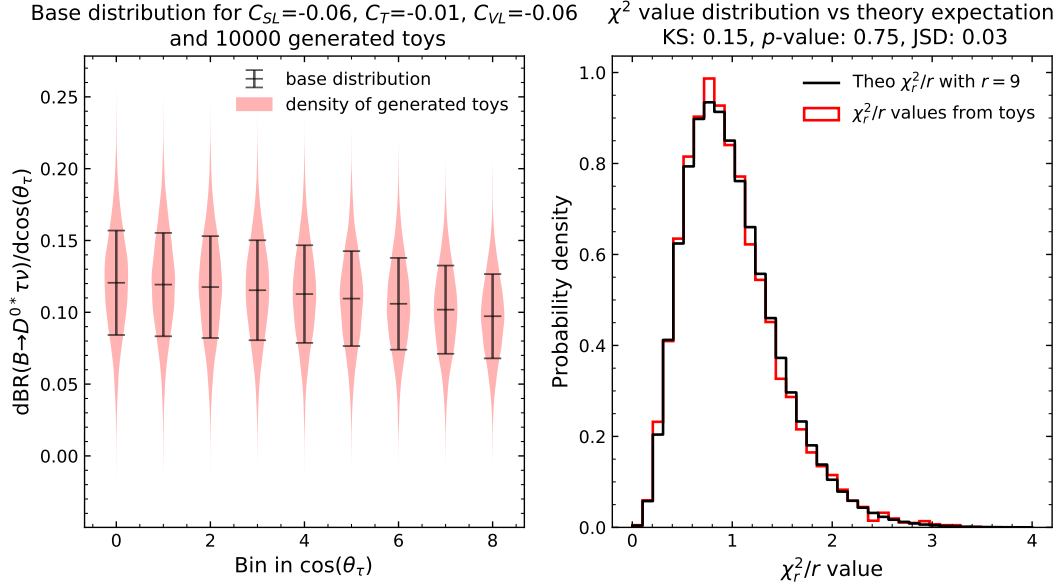 Base distribution for C_SL=-0.06, C_T=-0.01, C_VL=-0.06
and 10000 generated toys
base distribution
density of generated toys
0.25
0.20
0.15
0.10
0.05
0.00
dBR(B→D⁰*τν)/dcos(θ_τ)
0 2 4 6 8
Bin in cos(θ_τ)
χ² value distribution vs theory expectation
KS: 0.15, p-value: 0.75, JSD: 0.03
Theo χ²_r/r with r = 9
χ²_r/r values from toys
1.0
0.8
0.6
0.4
0.2
0.0
Probability density
0 1 2 3 4
χ²_r/r value